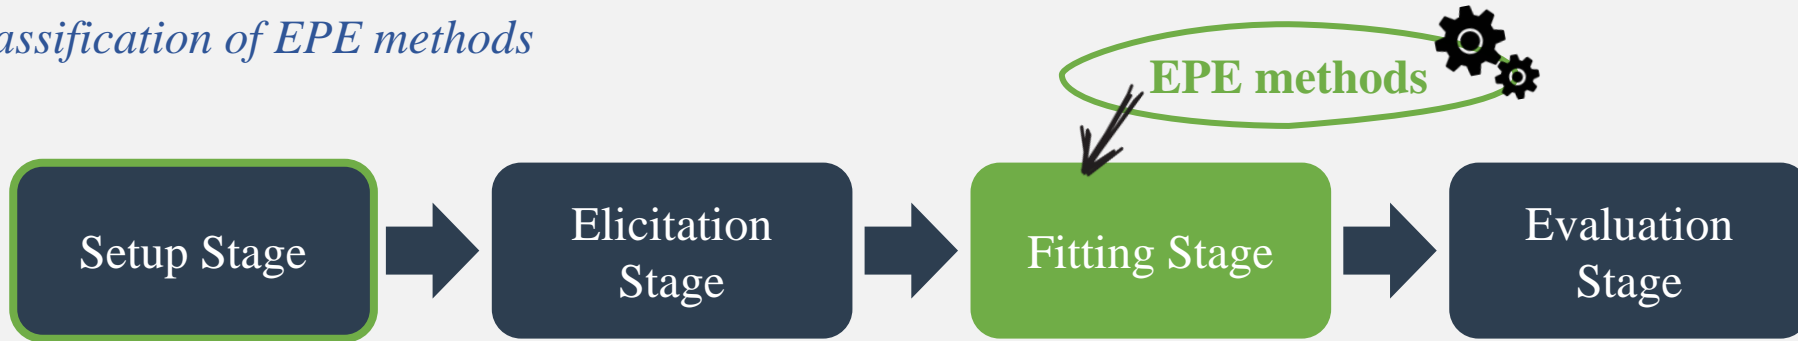 assification of EPE methods
EPE methods
Setup Stage
Elicitation
Stage
Fitting Stage
Evaluation
Stage